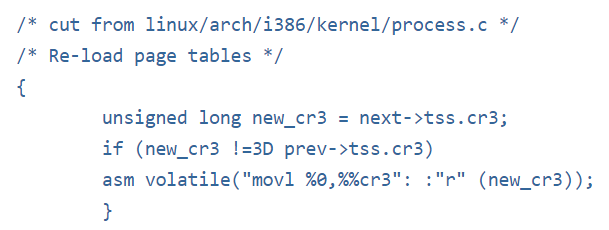 /* cut from linux/arch/i386/kernel/process.c */
/* Re-load page tables */
{
unsigned long new_cr3 = next->tss.cr3;
if (new_cr3 !=3D prev->tss.cr3)
asm volatile("movl %0,%%cr3": :"r" (new_cr3));
}